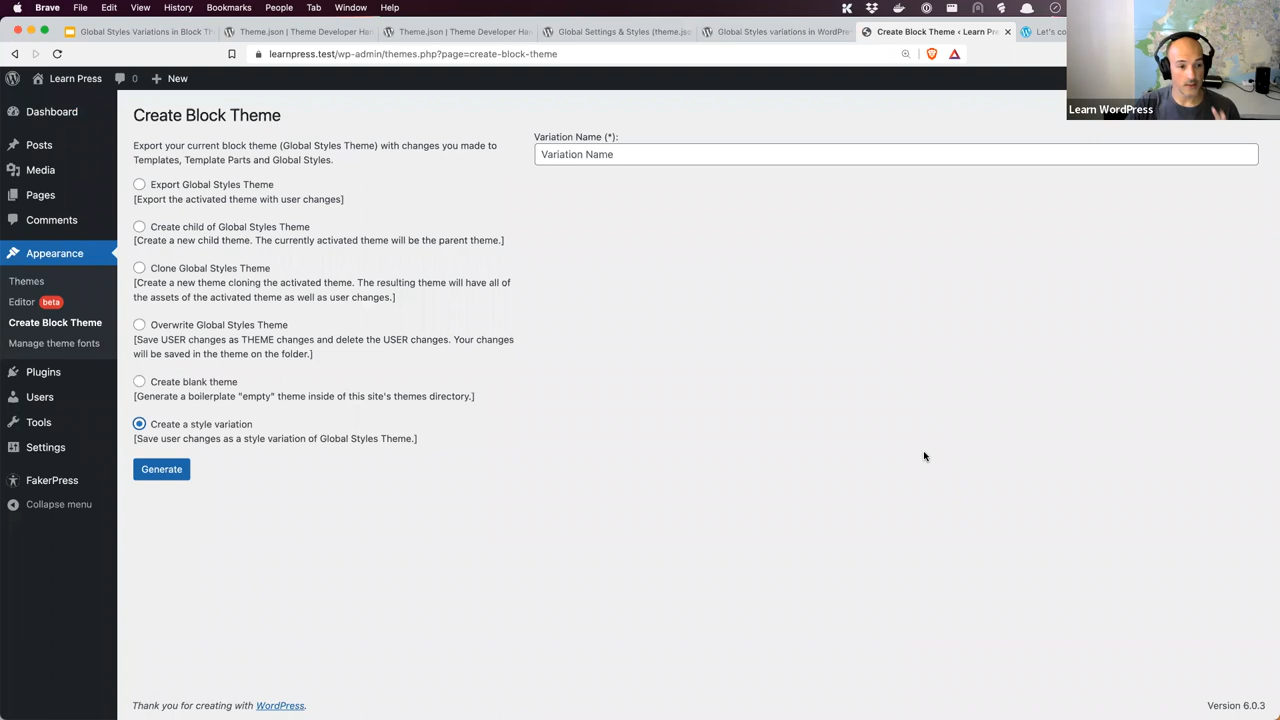 Brave File Edit View History Bookmarks People Tab Window Help
Global Styles Variations in Block Th
Theme.json | Theme Developer Han
Theme.json | Theme Developer Han
Global Settings & Styles (theme.jso
Global Styles variations in WordPre
Create Block Theme ‹ Learn Pre
Let's co
learnpress.test/wp-admin/themes.php?page=create-block-theme
Learn Press 0 New
Learn WordPress
Dashboard
Posts
Media
Pages
Comments
Appearance
Themes
Editor beta
Create Block Theme
Manage theme fonts
Plugins
Users
Tools
Settings
FakerPress
Collapse menu
Create Block Theme
Export your current block theme (Global Styles Theme) with changes you made to
Templates, Template Parts and Global Styles.
Export Global Styles Theme
[Export the activated theme with user changes]
Create child of Global Styles Theme
[Create a new child theme. The currently activated theme will be the parent theme.]
Clone Global Styles Theme
[Create a new theme cloning the activated theme. The resulting theme will have all of
the assets of the activated theme as well as user changes.]
Overwrite Global Styles Theme
[Save USER changes as THEME changes and delete the USER changes. Your changes
will be saved in the theme on the folder.]
Create blank theme
[Generate a boilerplate "empty" theme inside of this site's themes directory.]
Create a style variation
[Save user changes as a style variation of Global Styles Theme.]
Generate
Variation Name (*):
Variation Name
Thank you for creating with WordPress.
Version 6.0.3